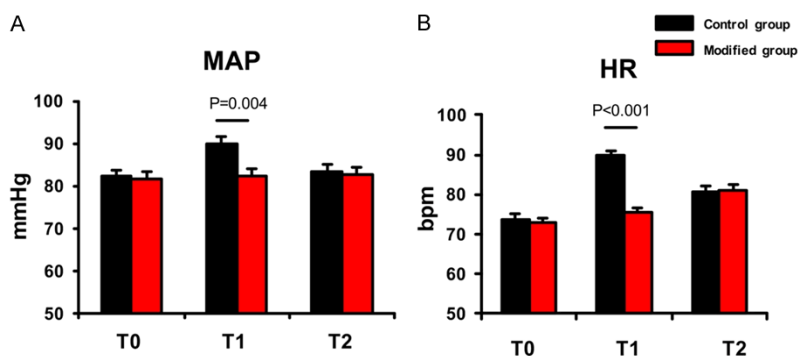 A
B
Control group
Modified group
MAP
HR
P=0.004
P<0.001
100
90
80
70
60
50
mmHg
T0
T1
T2
100
90
80
70
60
50
bpm
T0
T1
T2